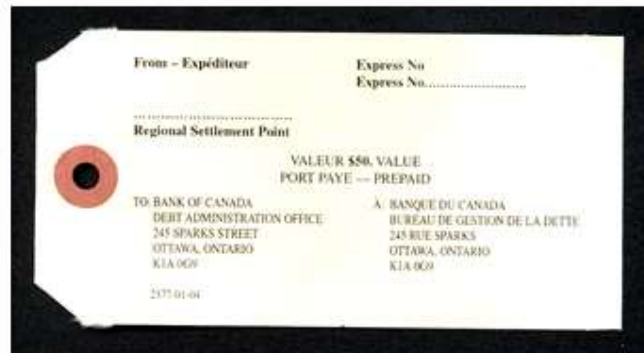 From – Expéditeur
Express No
Express No........................
................................
Regional Settlement Point
VALEUR $50. VALUE
PORT PAYE — PREPAID
TO: BANK OF CANADA
DEBT ADMINISTRATION OFFICE
245 SPARKS STREET
OTTAWA, ONTARIO
K1A 0G9
À: BANQUE DU CANADA
BUREAU DE GESTION DE LA DETTE
245 RUE SPARKS
OTTAWA, ONTARIO
K1A 0G9
2577-01-04